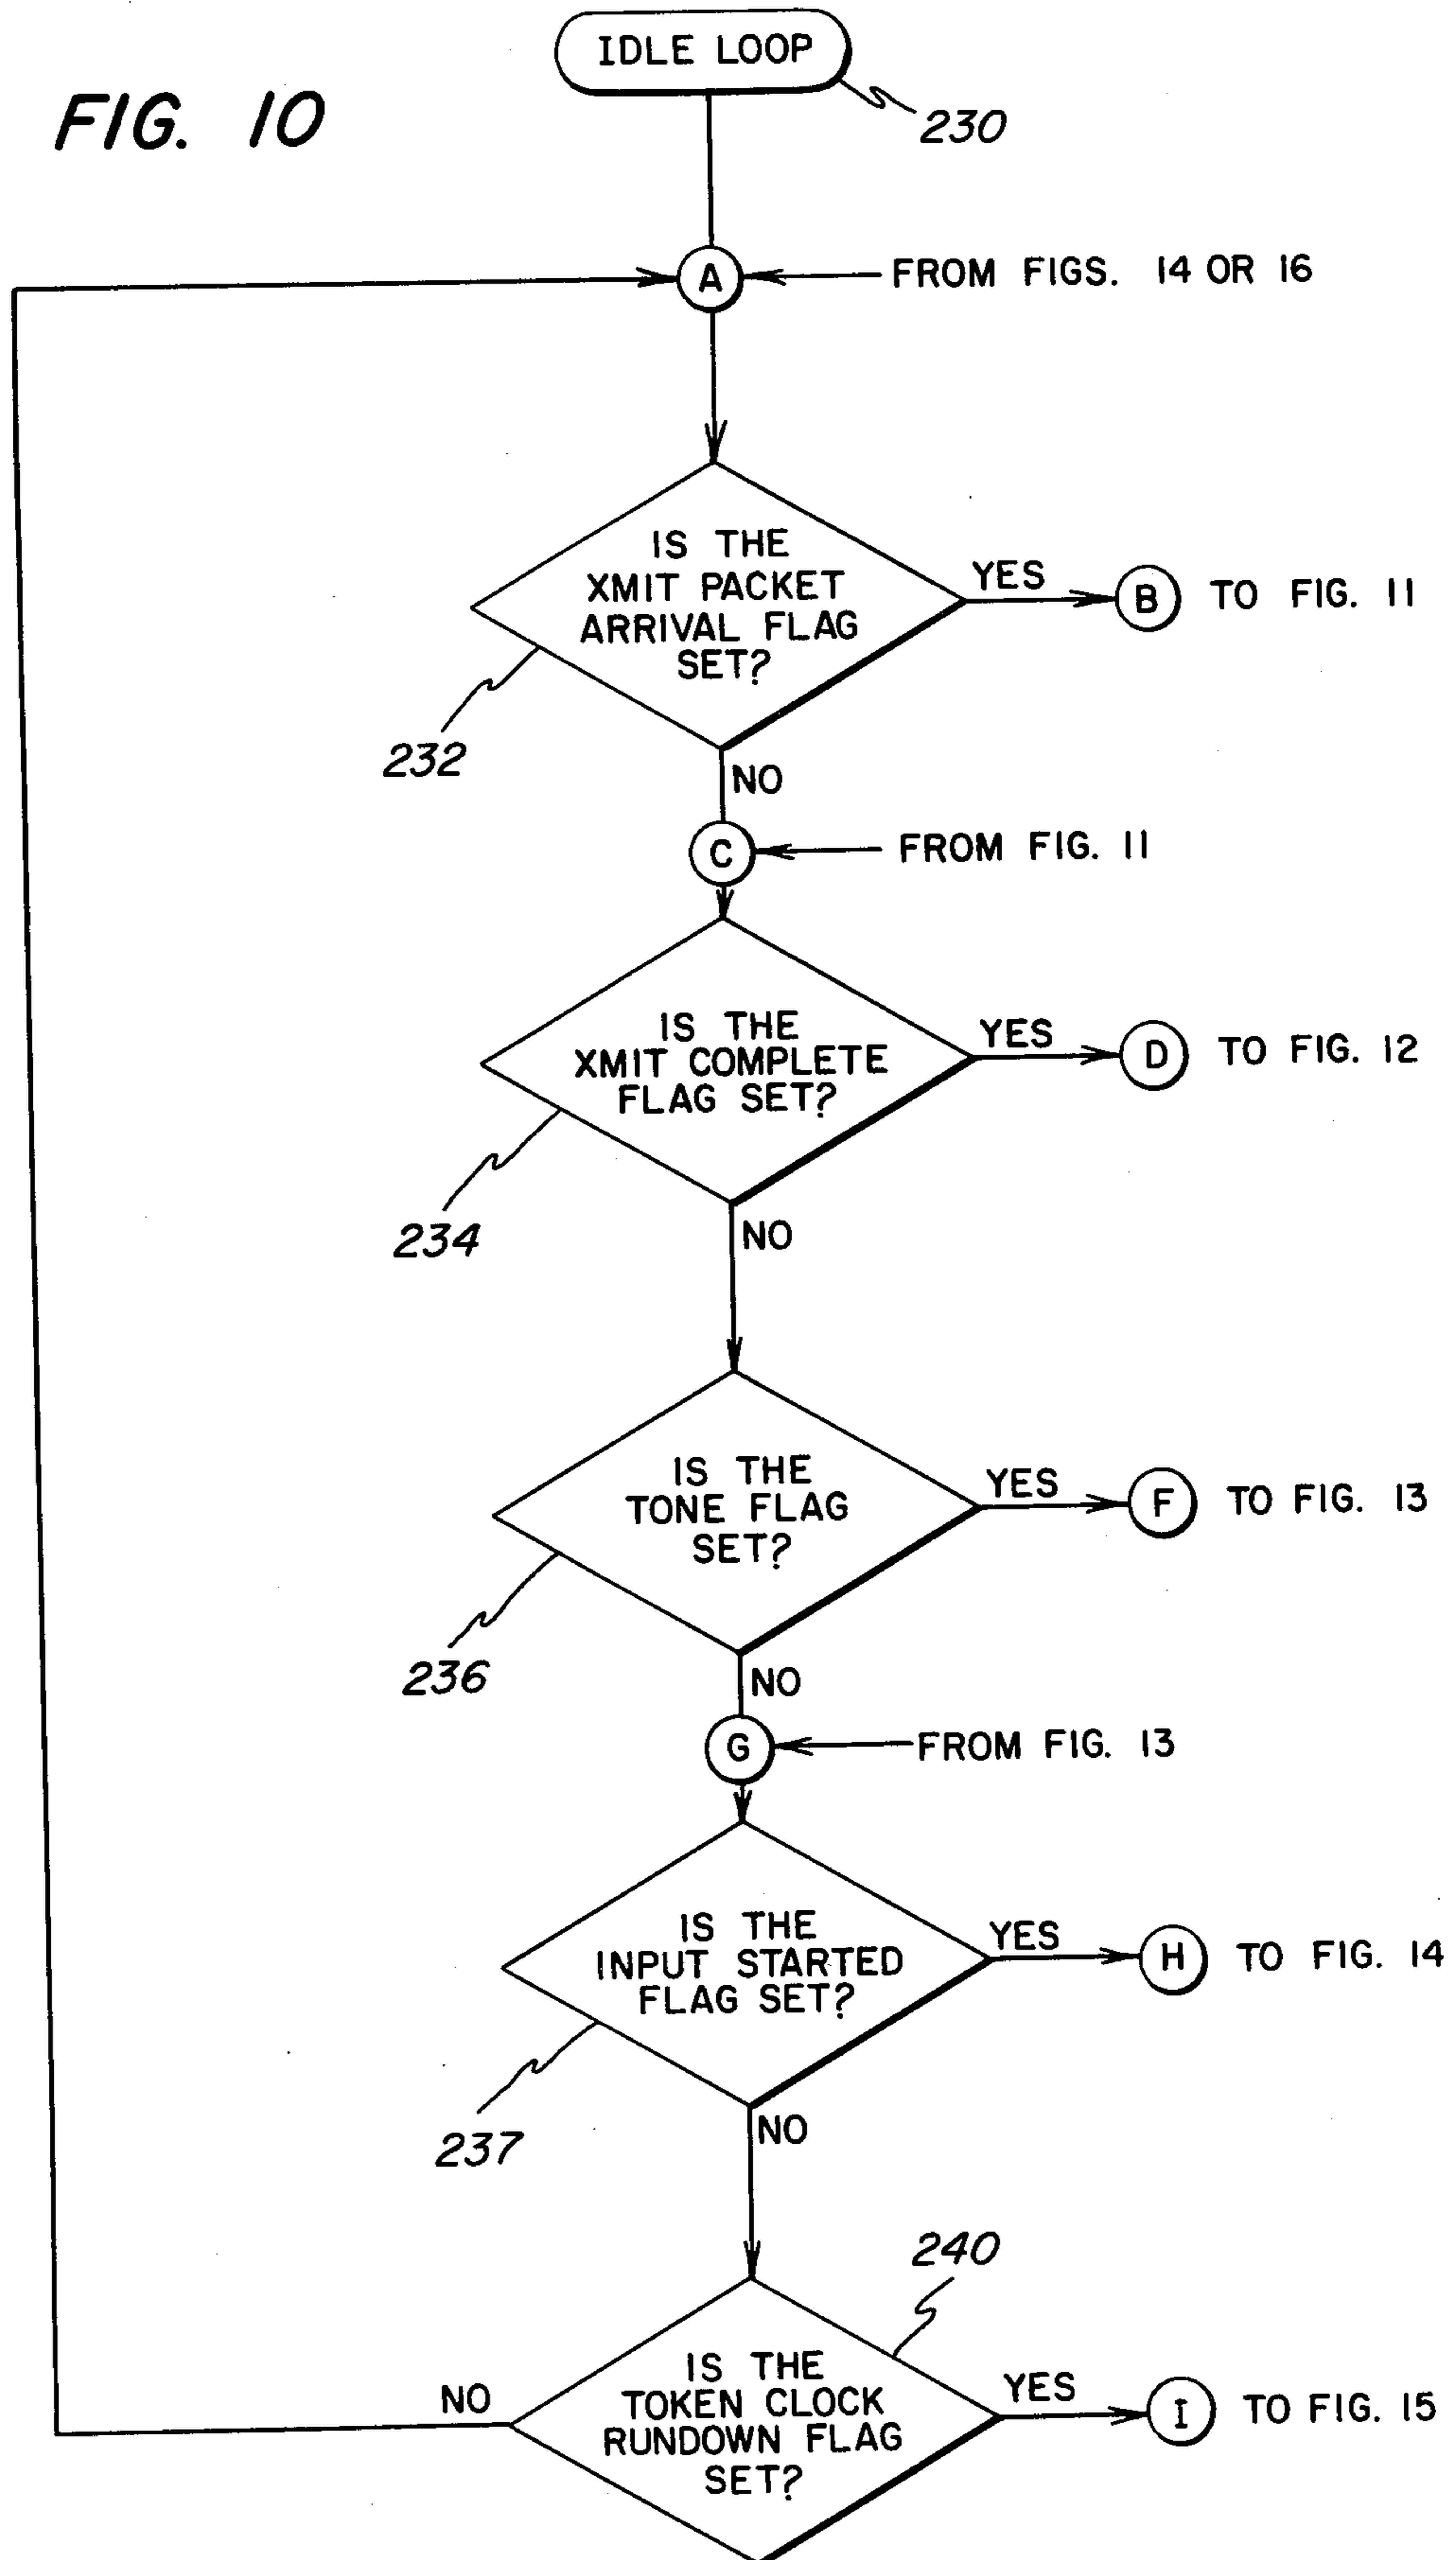 IDLE LOOP
FIG. 10
230
A
FROM FIGS. 14 OR 16
IS THE
XMIT PACKET
ARRIVAL FLAG
SET?
YES
B
TO FIG. 11
232
NO
C
FROM FIG. 11
IS THE
XMIT COMPLETE
FLAG SET?
YES
D
TO FIG. 12
234
NO
IS THE
TONE FLAG
SET?
YES
F
TO FIG. 13
236
NO
G
FROM FIG. 13
IS THE
INPUT STARTED
FLAG SET?
YES
H
TO FIG. 14
237
NO
240
IS THE
TOKEN CLOCK
RUNDOWN FLAG
SET?
NO
YES
I
TO FIG. 15